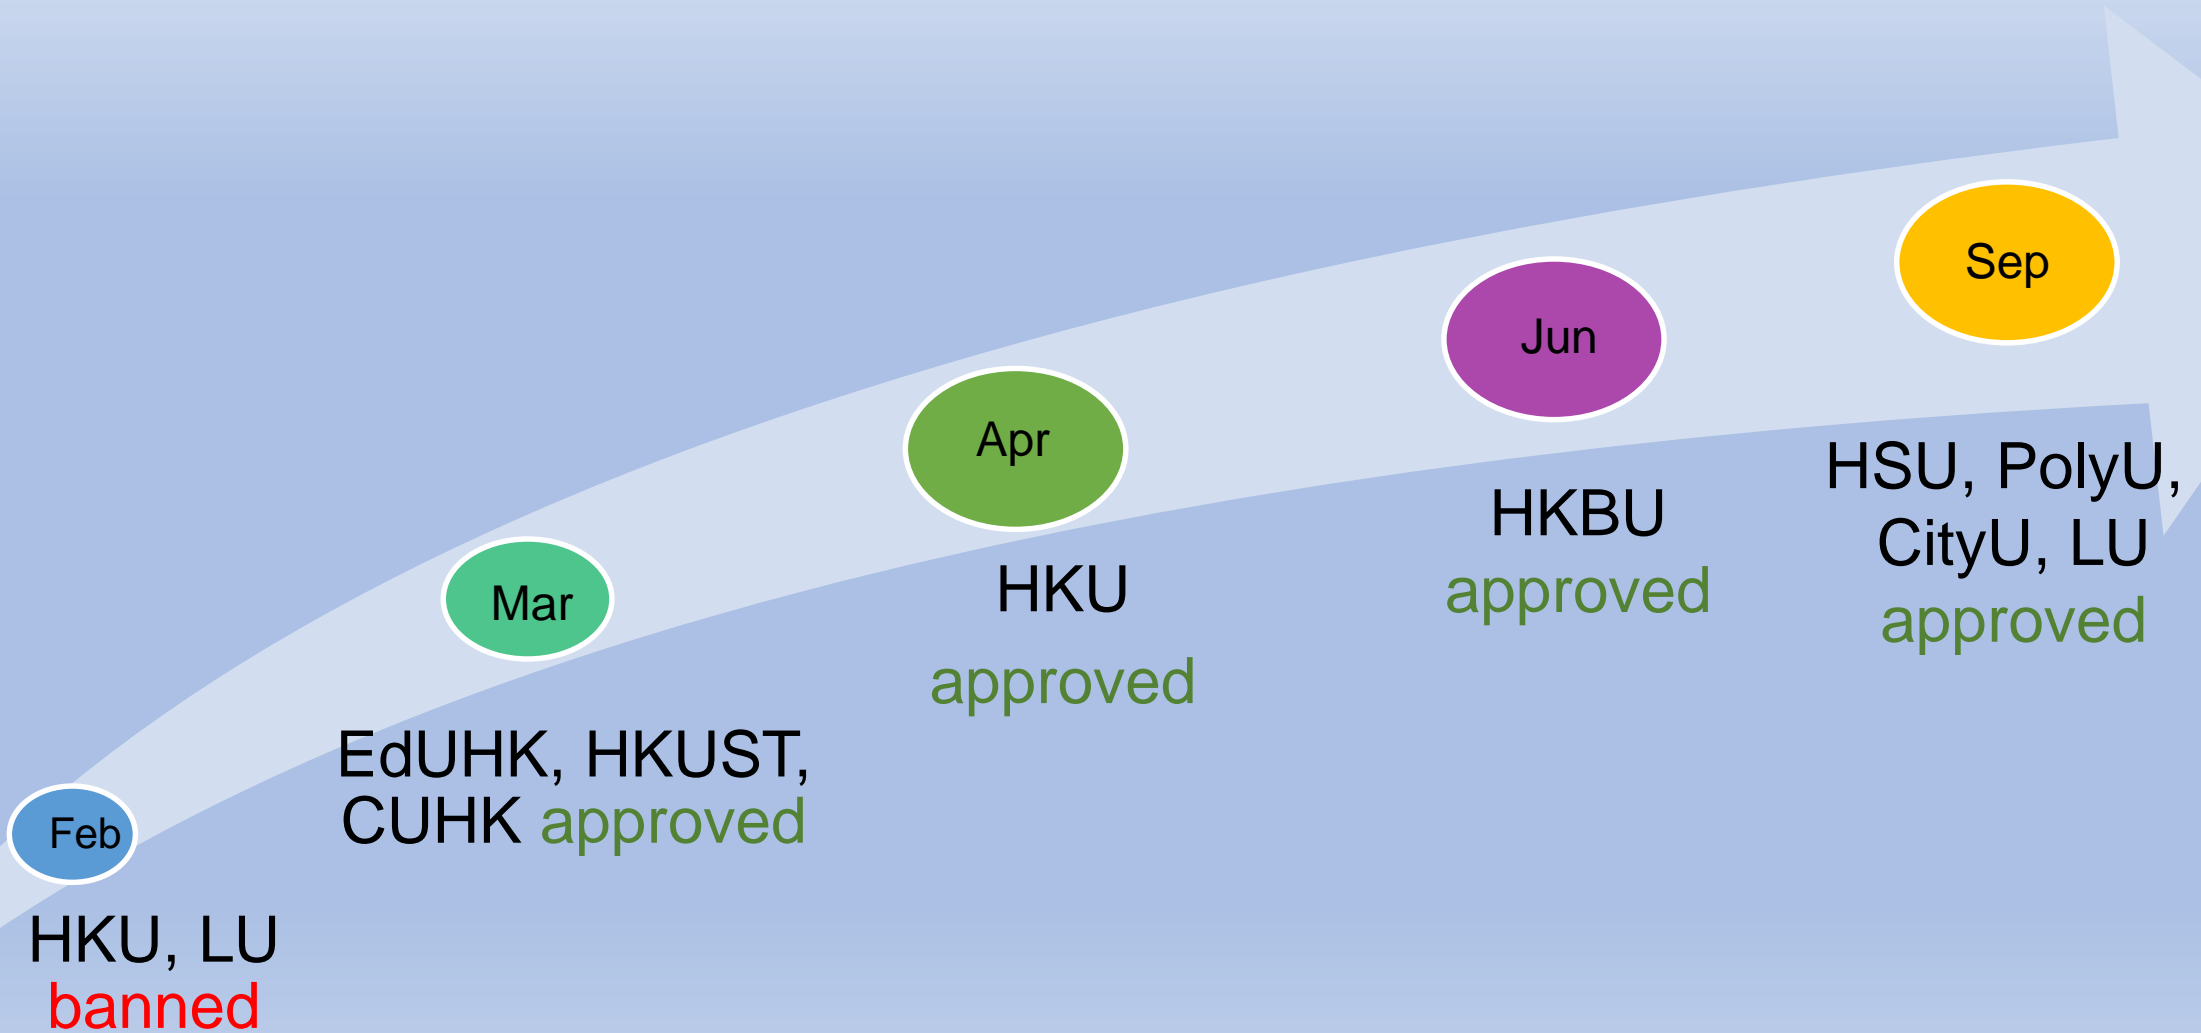 Feb
HKU, LU
banned
Mar
EdUHK, HKUST,
CUHK approved
Apr
HKU
approved
Jun
HKBU
approved
Sep
HSU, PolyU,
CityU, LU
approved